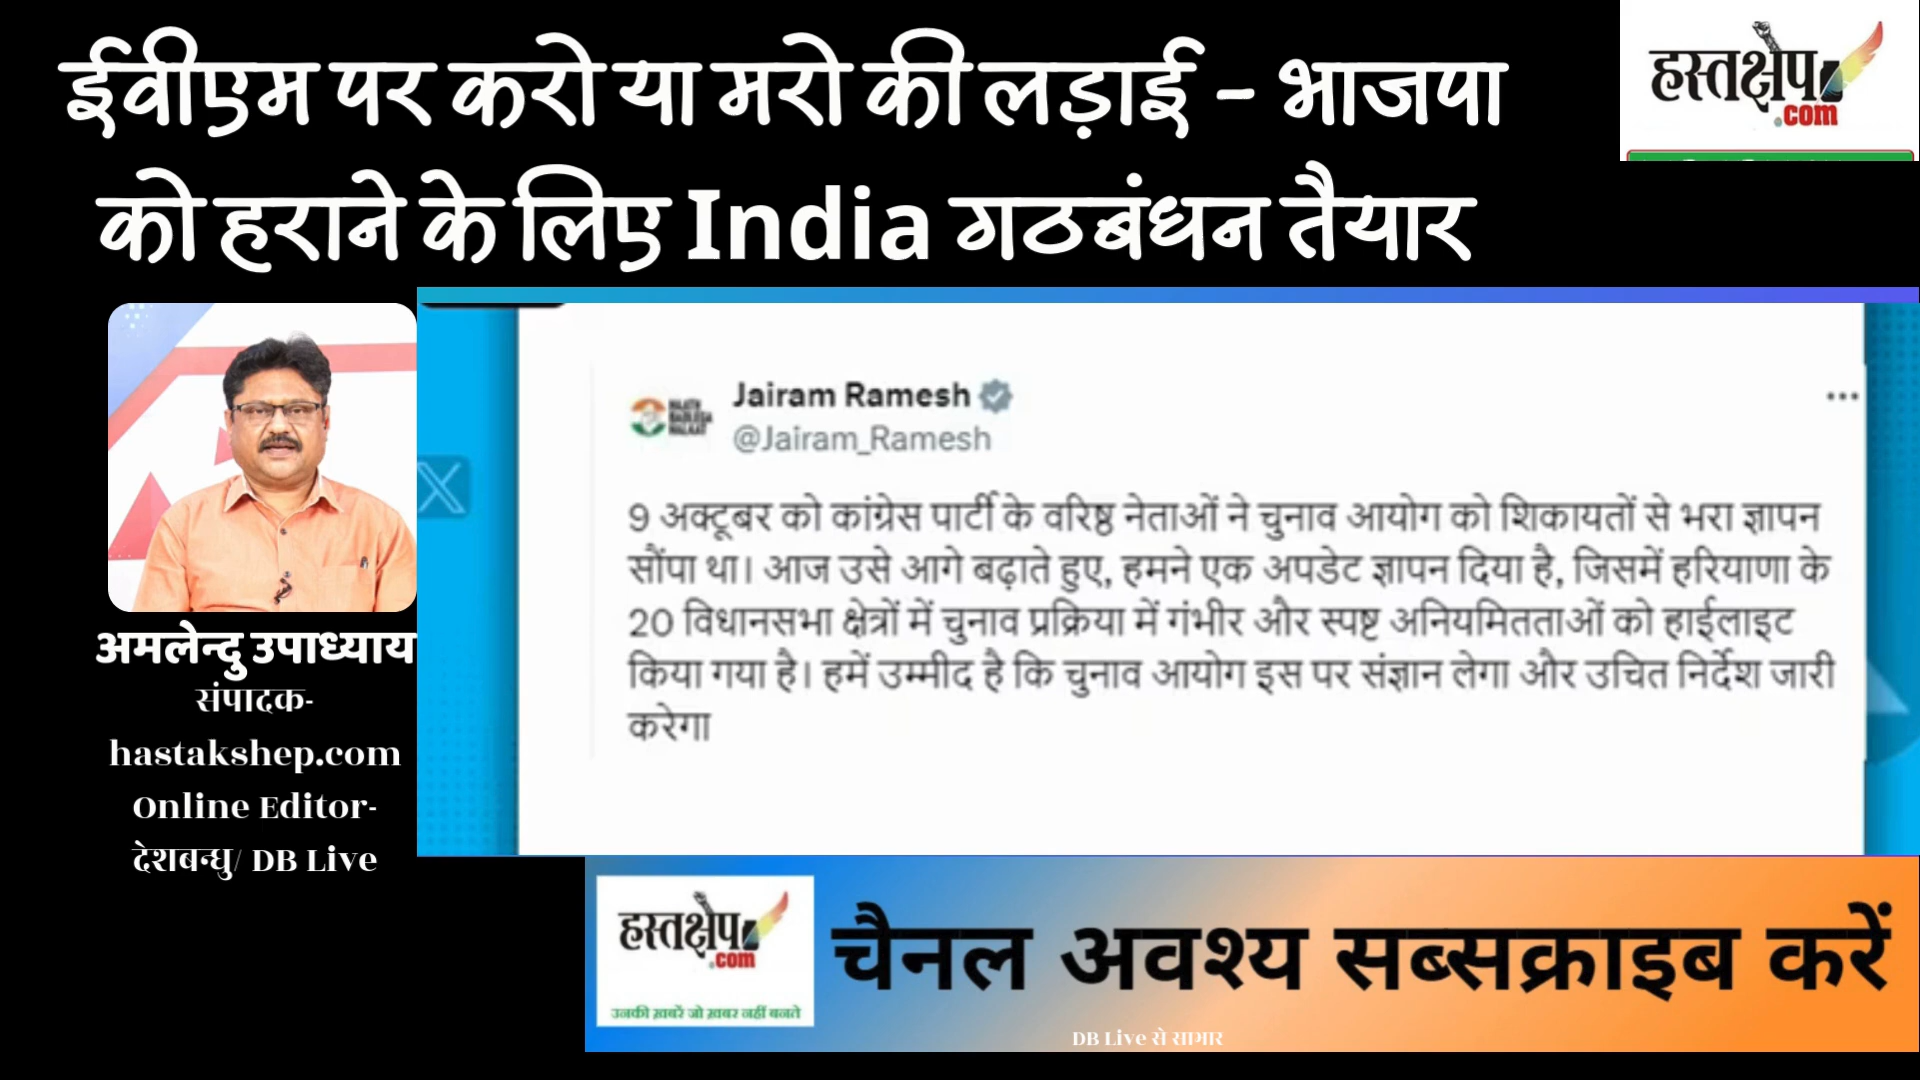 ईवीएम पर करो या मरो की लड़ाई - भाजपा
को हराने के लिए India गठबंधन तैयार
हस्तक्षेप
.com
Jairam Ramesh
@Jairam_Ramesh
9 अक्टूबर को कांग्रेस पार्टी के वरिष्ठ नेताओं ने चुनाव आयोग को शिकायतों से भरा ज्ञापन
सौंपा था। आज उसे आगे बढ़ाते हुए, हमने एक अपडेट ज्ञापन दिया है, जिसमें हरियाणा के
20 विधानसभा क्षेत्रों में चुनाव प्रक्रिया में गंभीर और स्पष्ट अनियमितताओं को हाईलाइट
किया गया है। हमें उम्मीद है कि चुनाव आयोग इस पर संज्ञान लेगा और उचित निर्देश जारी
करेगा
अमलेन्दु उपाध्याय
संपादक-
hastakshep.com
Online Editor-
देशबन्धु/ DB Live
हस्तक्षेप
.com
उनकी ख़बरें जो ख़बर नहीं बनते
चैनल अवश्य सब्सक्राइब करें
DB Live से साभार